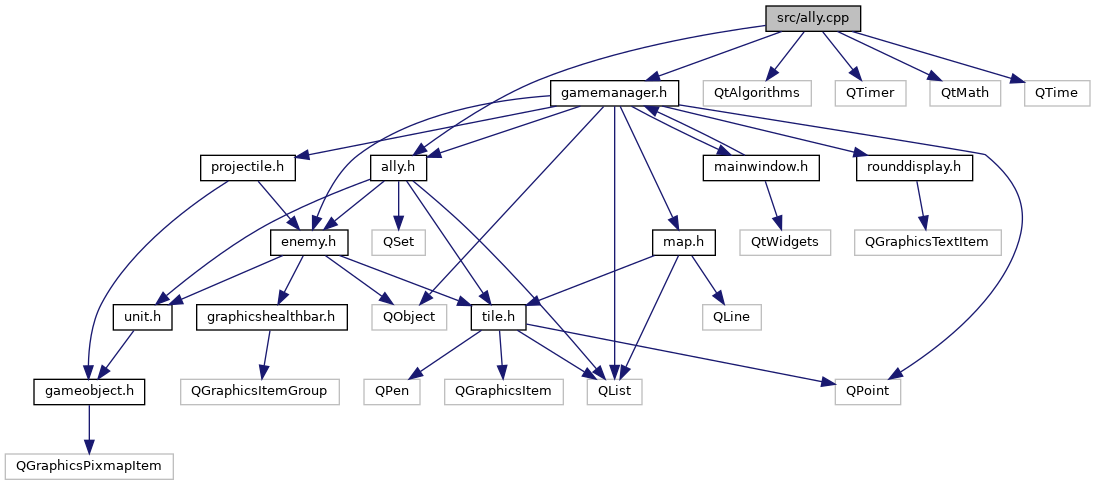 src/ally.cpp
gamemanager.h
QtAlgorithms
QTimer
QtMath
QTime
projectile.h
ally.h
mainwindow.h
rounddisplay.h
enemy.h
QSet
map.h
QtWidgets
QGraphicsTextItem
unit.h
graphicshealthbar.h
QObject
tile.h
QLine
gameobject.h
QGraphicsItemGroup
QPen
QGraphicsItem
QList
QPoint
QGraphicsPixmapItem